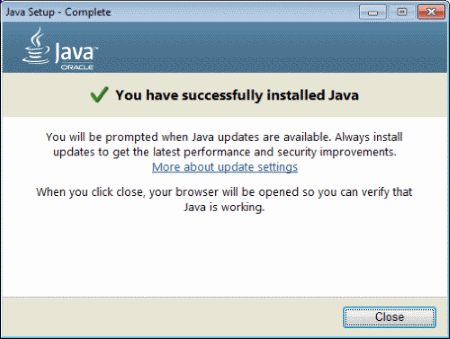 Java Setup - Complete
Java™
ORACLE
You have successfully installed Java
You will be prompted when Java updates are available. Always install
updates to get the latest performance and security improvements.
More about update settings
When you click close, your browser will be opened so you can verify that
Java is working.
Close